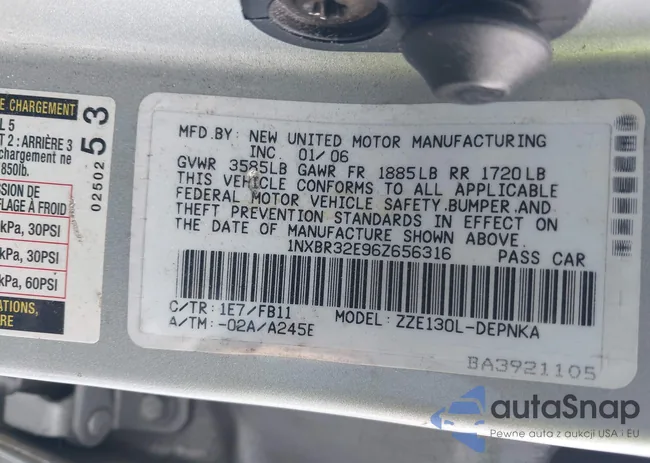 E CHARGEMENT
L 5
T 2 : ARRIÈRE 3
chargement ne
850lb.
02502 53
ESSION DE
FLAGE À FROID
kPa, 30PSI
kPa, 30PSI
kPa, 60PSI
ATIONS,
RE
MFD.BY: NEW UNITED MOTOR MANUFACTURING
INC. 01/06
GVWR 3585LB GAWR FR 1885LB RR 1720LB
THIS VEHICLE CONFORMS TO ALL APPLICABLE
FEDERAL MOTOR VEHICLE SAFETY,BUMPER,AND
THEFT PREVENTION STANDARDS IN EFFECT ON
THE DATE OF MANUFACTURE SHOWN ABOVE.
1NXBR32E96Z656316 PASS CAR
C/TR: 1E7/FB11 MODEL: ZZE130L-DEPNKA
A/TM: -02A/A245E
BA3921105
autaSnap
Pewne auta z aukcji USA i EU